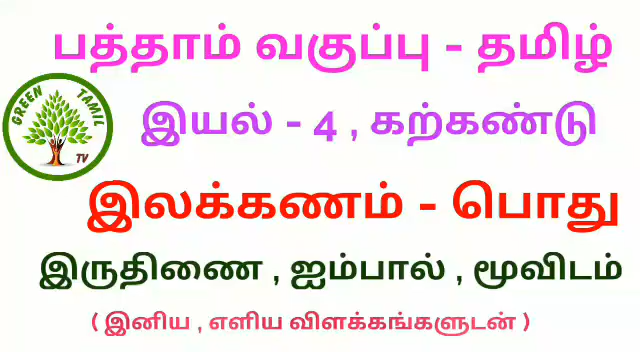 பத்தாம் வகுப்பு - தமிழ்
GREEN TAMIL TV
இயல் - 4 , கற்கண்டு
இலக்கணம் - பொது
இருதிணை , ஐம்பால் , மூவிடம்
( இனிய , எளிய விளக்கங்களுடன் )